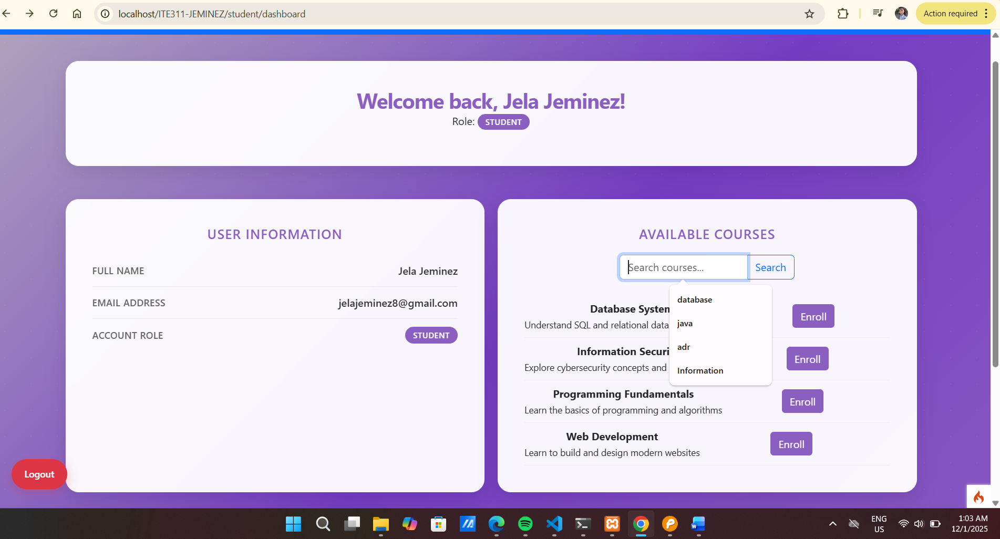 localhost/ITE311-JEMINEZ/student/dashboard
Action required
Welcome back, Jela Jeminez!
Role: STUDENT
USER INFORMATION
FULL NAME Jela Jeminez
EMAIL ADDRESS jelajeminez8@gmail.com
ACCOUNT ROLE STUDENT
AVAILABLE COURSES
Search courses... Search
database
java
adr
Information
Database
Understand SQL and relational
Enroll
Information
Explore cybersecurity concepts and
Enroll
Programming Fundamentals
Learn the basics of programming and algorithms
Enroll
Web Development
Learn to build and design modern websites
Enroll
Logout
ENG
US
1:03 AM
12/1/2025